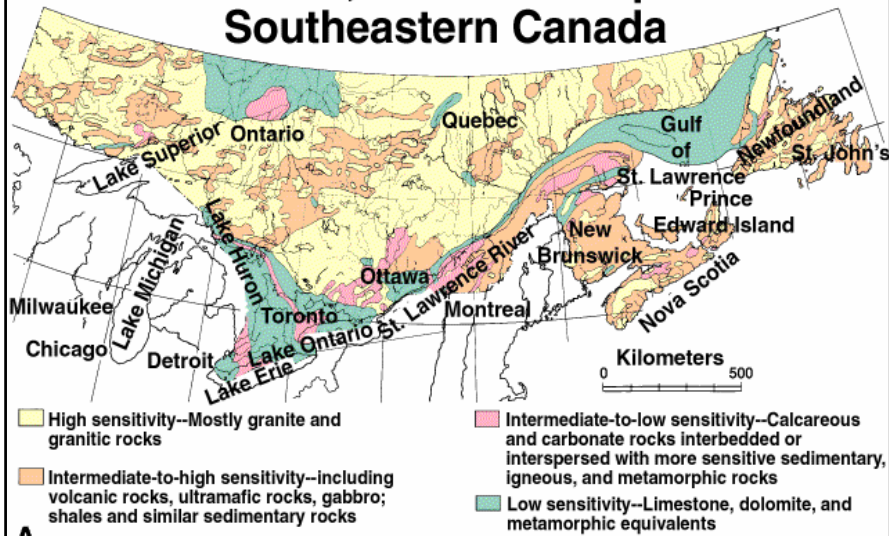 Southeastern Canada
Newfoundland
Gulf
of
St. Lawrence
St. John's
Quebec
Ontario
Lake Superior
Prince
Edward Island
New
Brunswick
Nova Scotia
Lake Huron
Lake Michigan
Ottawa
St. Lawrence River
Montreal
Milwaukee
Toronto
Chicago
Detroit
Lake Ontario
Lake Erie
Kilometers
0 500
High sensitivity--Mostly granite and
granitic rocks
Intermediate-to-high sensitivity--including
volcanic rocks, ultramafic rocks, gabbro;
shales and similar sedimentary rocks
Intermediate-to-low sensitivity--Calcareous
and carbonate rocks interbedded or
interspersed with more sensitive sedimentary,
igneous, and metamorphic rocks
Low sensitivity--Limestone, dolomite, and
metamorphic equivalents